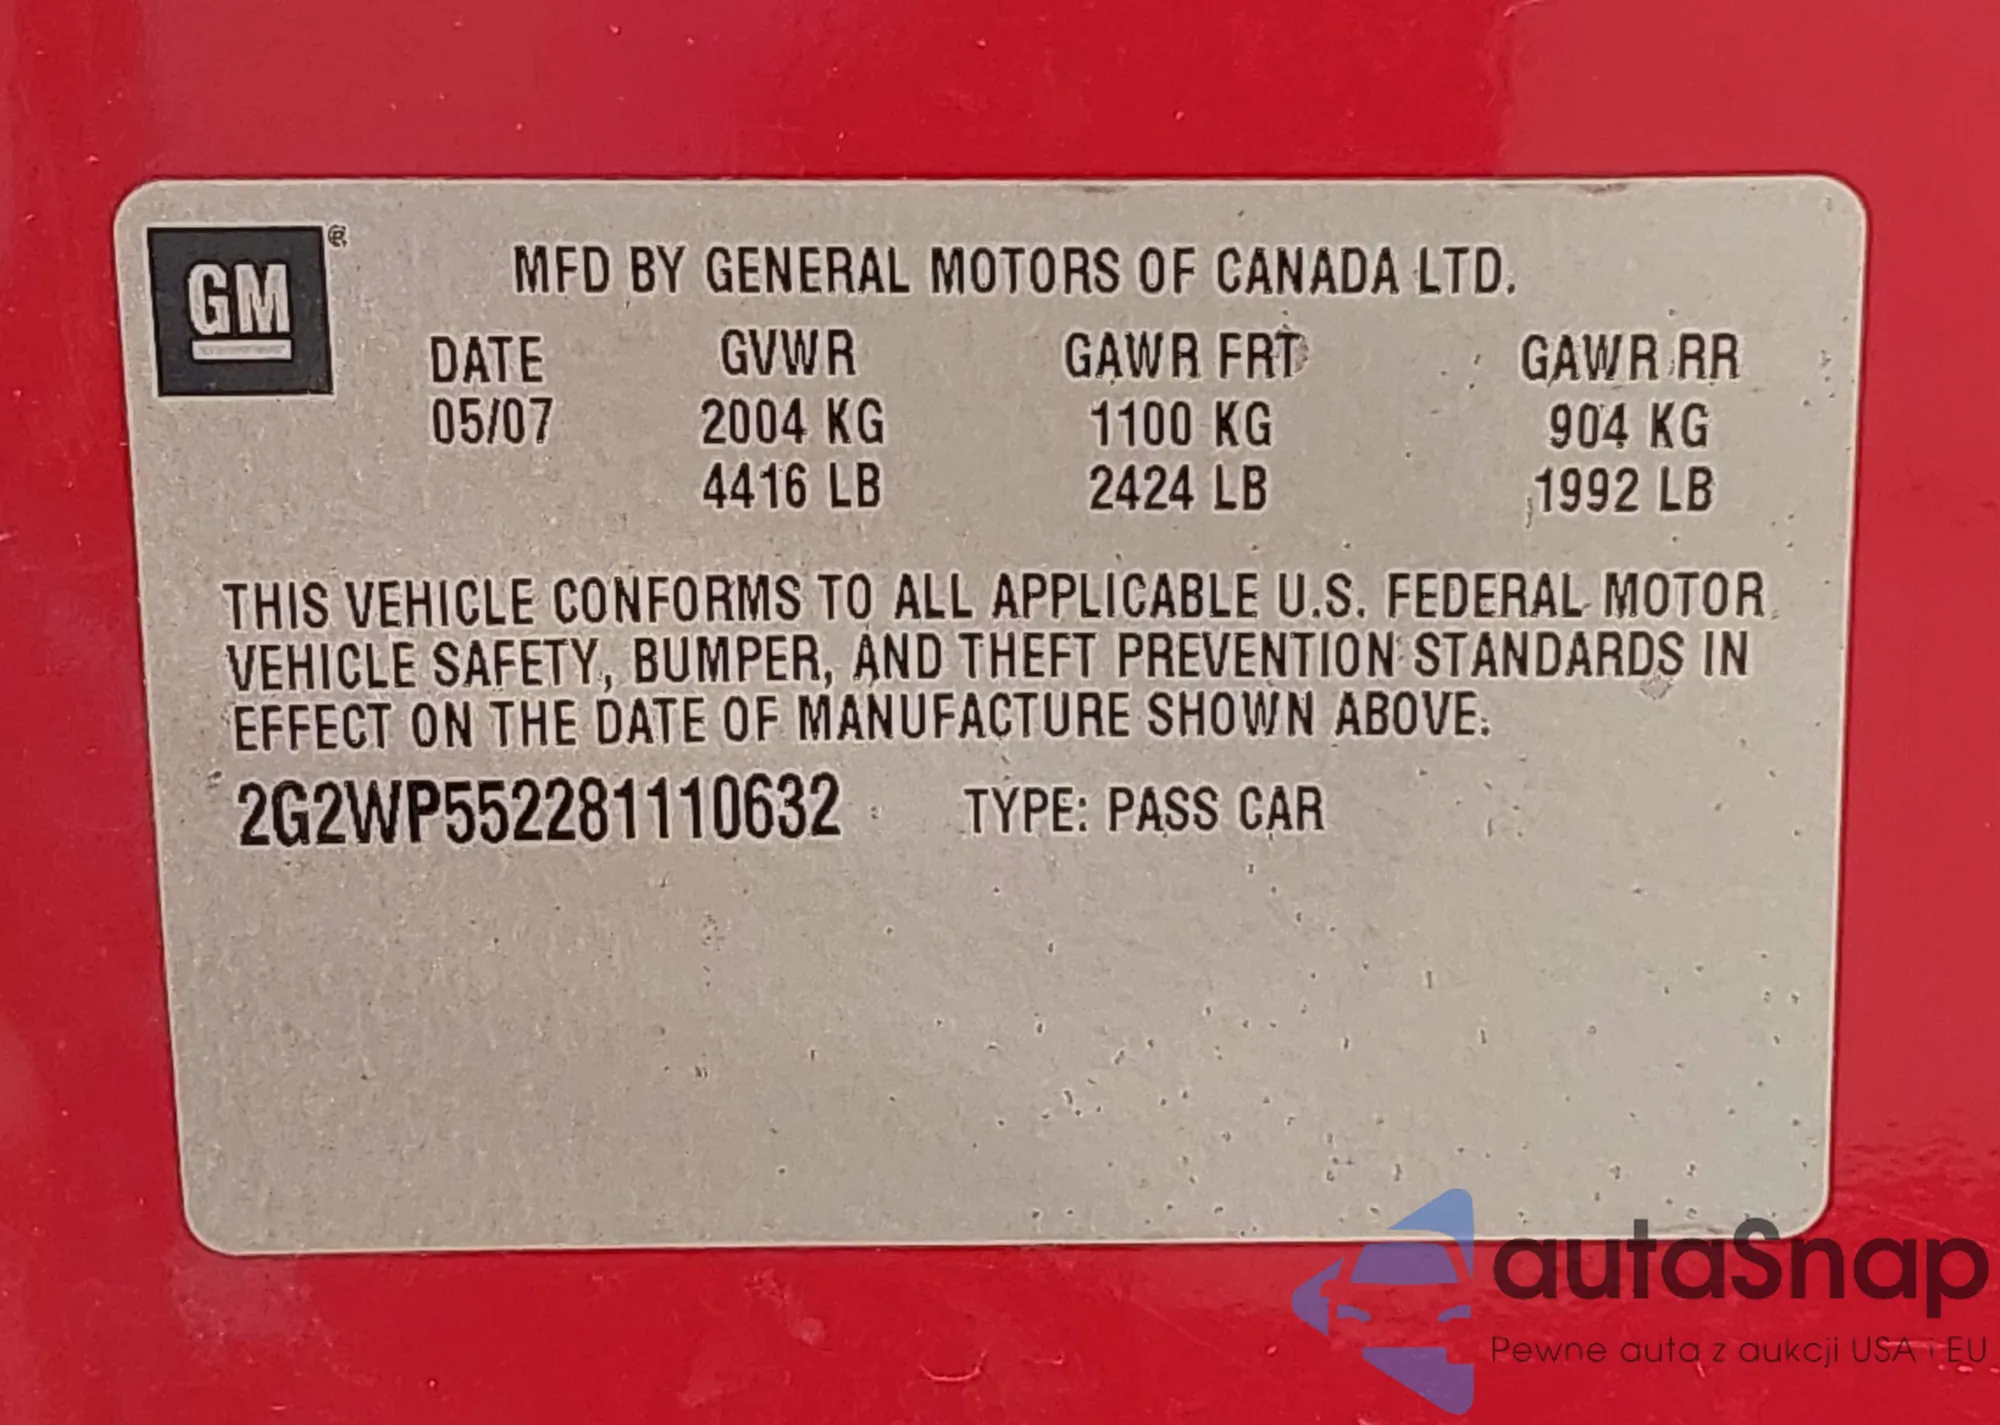 GM ®
MFD BY GENERAL MOTORS OF CANADA LTD.
DATE GVWR GAWR FRT GAWR RR
05/07 2004 KG 1100 KG 904 KG
4416 LB 2424 LB 1992 LB
THIS VEHICLE CONFORMS TO ALL APPLICABLE U.S. FEDERAL MOTOR
VEHICLE SAFETY, BUMPER, AND THEFT PREVENTION STANDARDS IN
EFFECT ON THE DATE OF MANUFACTURE SHOWN ABOVE.
2G2WP552281110632 TYPE: PASS CAR
autaSnap
Pewne auta z aukcji USA i EU